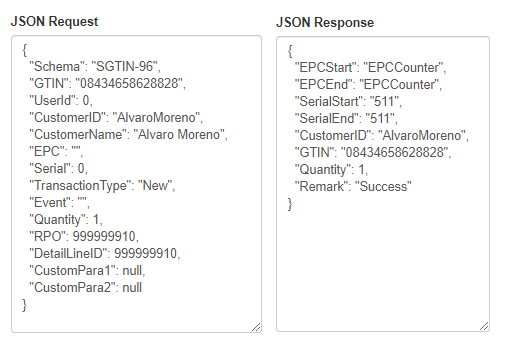 JSON Request
{
"Schema": "SGTIN-96",
"GTIN": "08434658628828",
"UserId": 0,
"CustomerID": "AlvaroMoreno",
"CustomerName": "Alvaro Moreno",
"EPC": "",
"Serial": 0,
"TransactionType": "New",
"Event": "",
"Quantity": 1,
"RPO": 999999910,
"DetailLineID": 999999910,
"CustomPara1": null,
"CustomPara2": null
}
JSON Response
{
"EPCStart": "EPCCounter",
"EPCEnd": "EPCCounter",
"SerialStart": "511",
"SerialEnd": "511",
"CustomerID": "AlvaroMoreno",
"GTIN": "08434658628828",
"Quantity": 1,
"Remark": "Success"
}